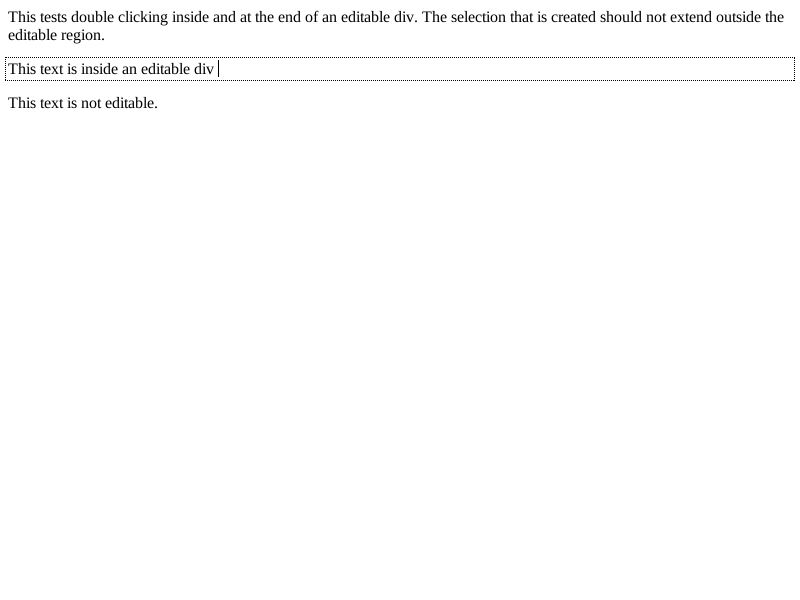 This tests double clicking inside and at the end of an editable div. The selection that is created should not extend outside the
editable region.
This text is inside an editable div
This text is not editable.